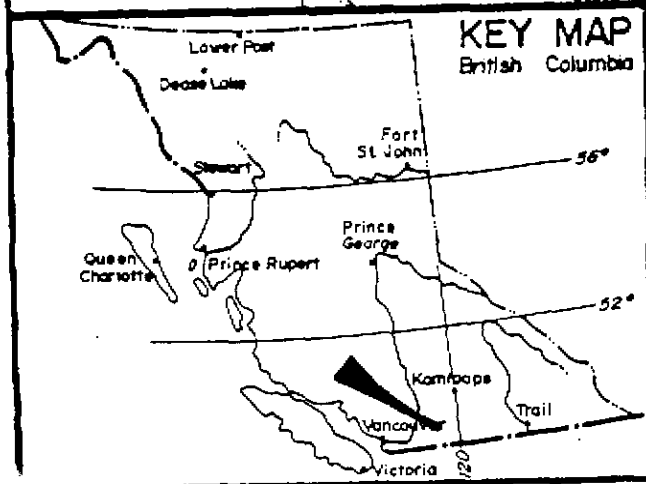 KEY MAP
British Columbia
Lower Post
Dease Lake
Fort
St. John
Stewart
56°
Prince
George
Queen
Charlotte
Prince Rupert
52°
Kamloops
Trail
Vancouver
Victoria
120